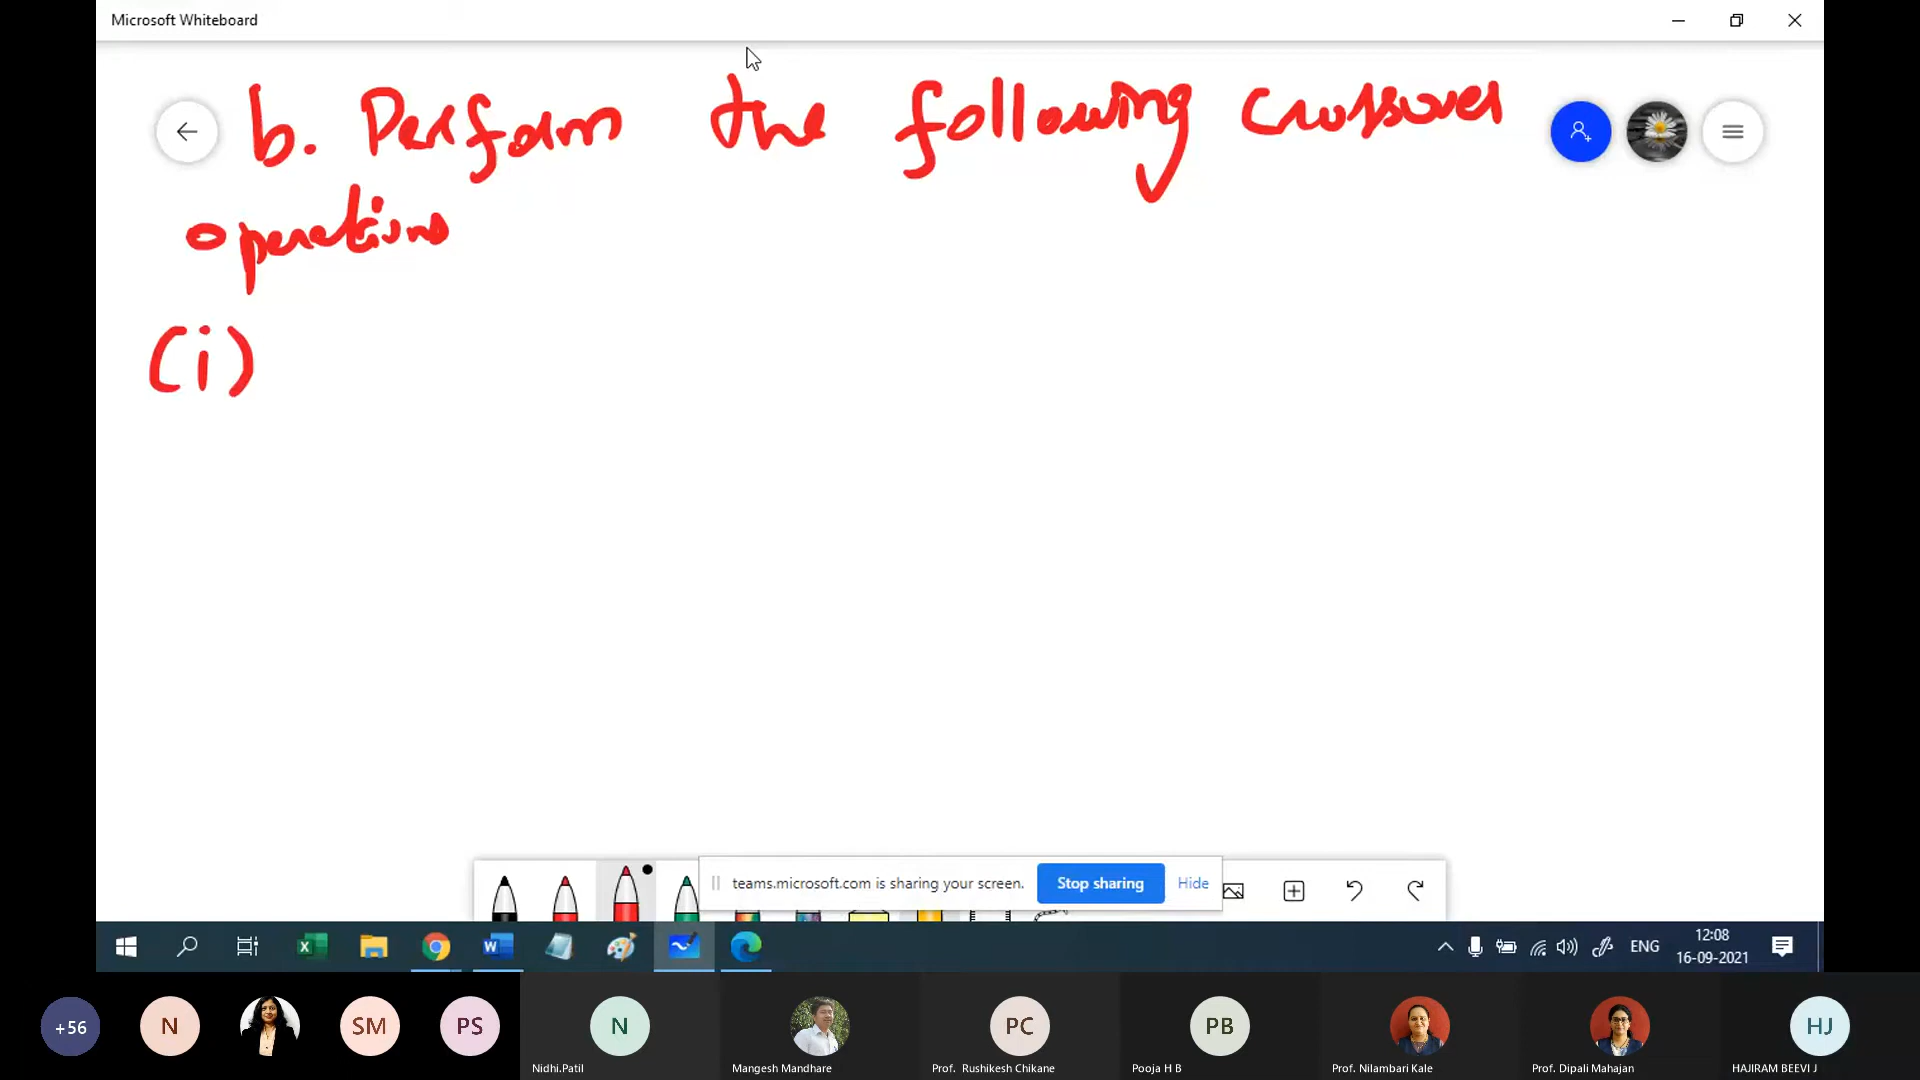 Microsoft Whiteboard
b. Perform the following crossover
operations
(i)
teams.microsoft.com is sharing your screen. Stop sharing Hide
ENG
12:08
16-09-2021
+56 N SM PS N PC PB HJ
Nidhi.Patil Mangesh Mandhare Prof. Rushikesh Chikane Pooja H B Prof. Nilambari Kale Prof. Dipali Mahajan HAJIRAM BEEVI J